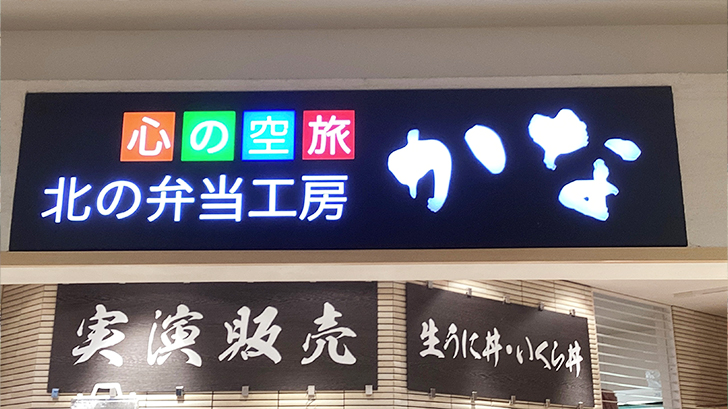 心の空旅
北の弁当工房
かな
実演販売
生うに丼・いくら丼